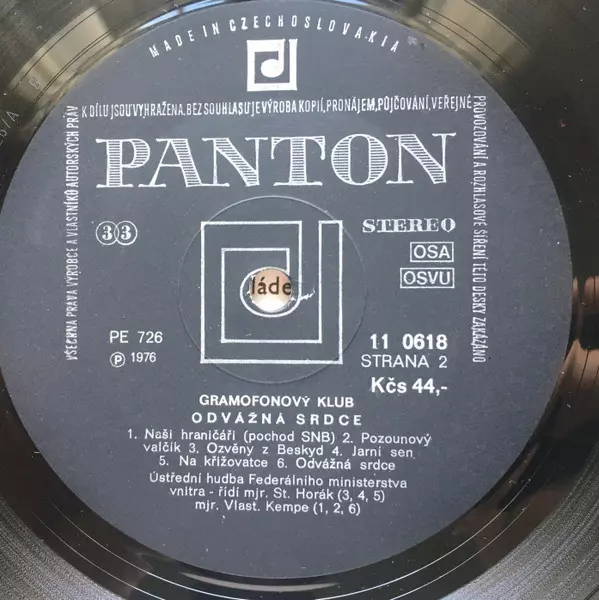 MADE IN CZECHOSLOVAKIA
VŠECHNA PRÁVA VÝROBCE A VLASTNÍKŮ AUTORSKÝCH PRÁV
K DÍLU JSOU VYHRAŽENA. BEZ SOUHLASU JE VÝROBA KOPIÍ, PRONÁJEM, PŮJČOVÁNÍ, VEŘEJNÉ
PROVOZOVÁNÍ A ROZHLASOVÉ ŠÍŘENÍ TÉTO DESKY ZAKÁZÁNO
PANTON
33
STEREO
OSA
OSVU
láde
PE 726
11 0618
Ⓟ 1976
STRANA 2
Kčs 44,-
GRAMOFONOVÝ KLUB
ODVÁŽNÁ SRDCE
1. Naši hraničáři (pochod SNB) 2. Pozounový
valčík 3. Ozvěny z Beskyd 4. Jarní sen
5. Na křižovatce 6. Odvážná srdce
Ústřední hudba Federálního ministerstva
vnitra - řídí mjr. St. Horák (3, 4, 5)
mjr. Vlast. Kempe (1, 2, 6)